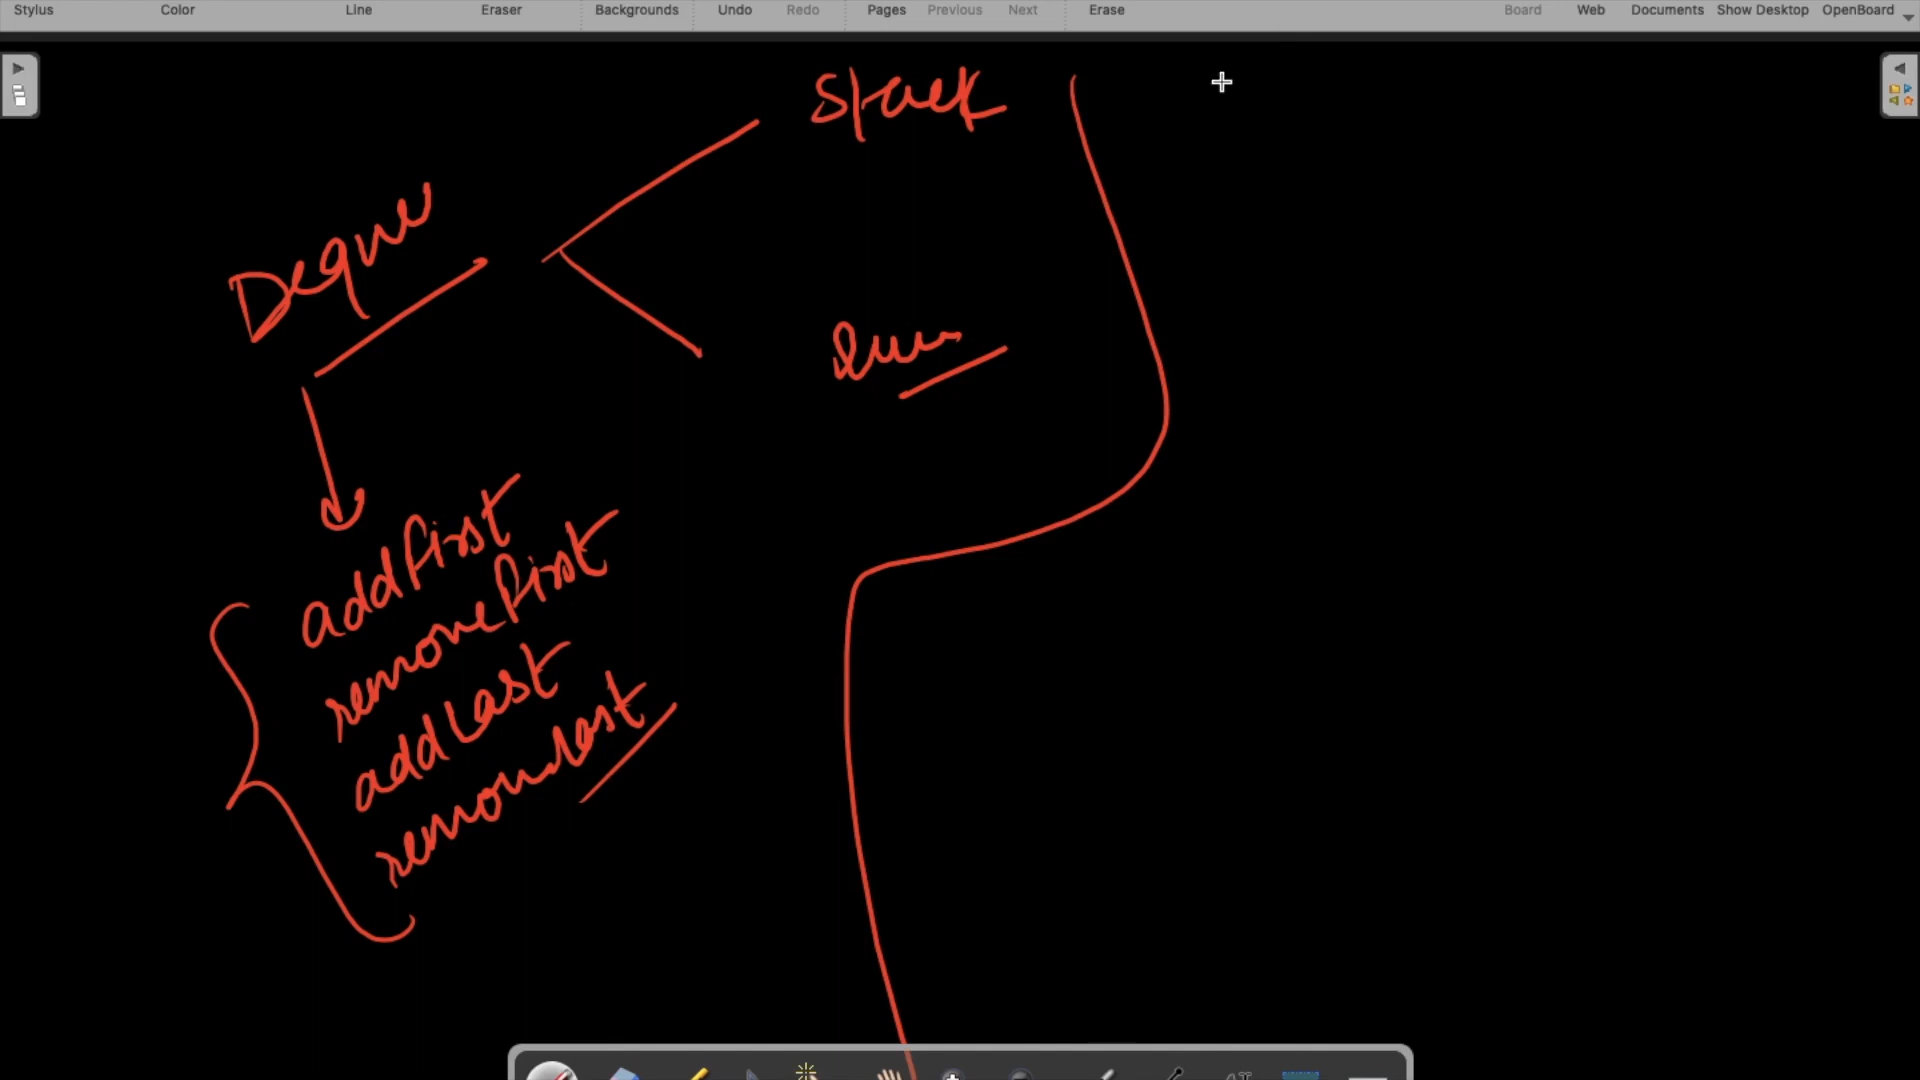 Stylus Color Line Eraser Backgrounds Undo Redo Pages Previous Next Erase Board Web Documents Show Desktop OpenBoard
Stack
Deque
addfirst
removefirst
addLast
removelast